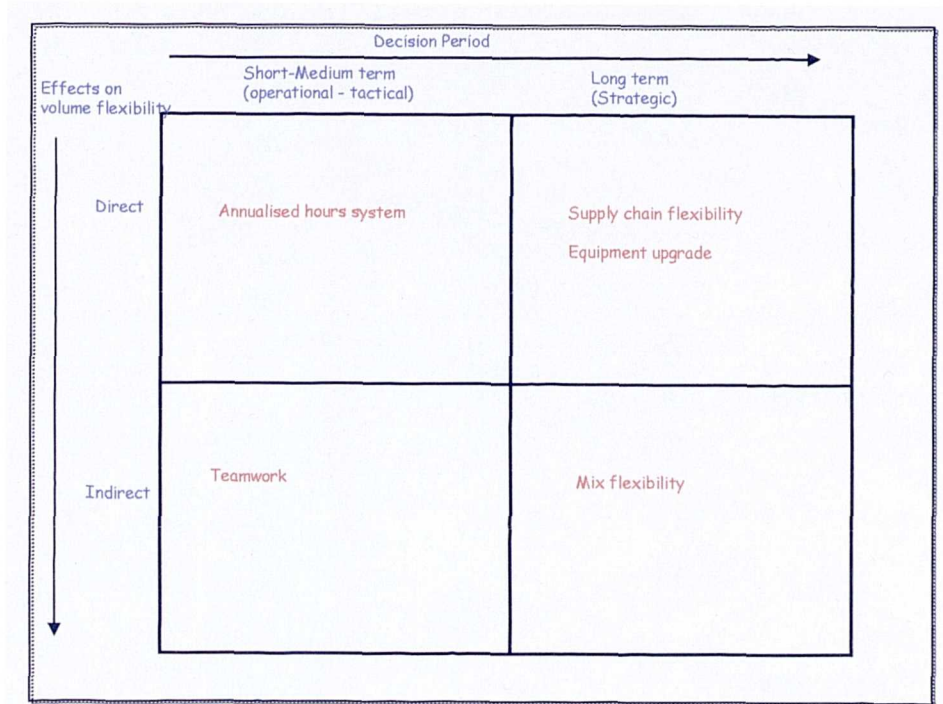 Decision Period
Short-Medium term
(operational - tactical)
Long term
(Strategic)
Effects on
volume flexibility
Direct
Annualised hours system
Supply chain flexibility
Equipment upgrade
Indirect
Teamwork
Mix flexibility